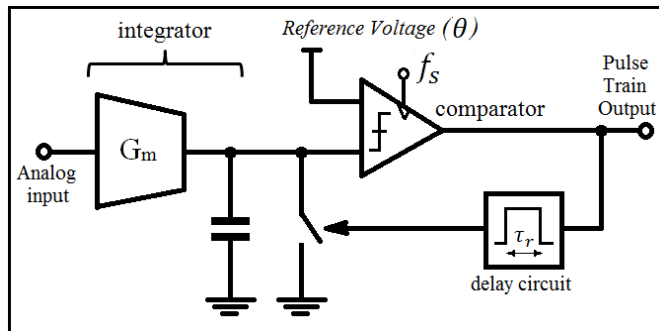 integrator
Reference Voltage (θ)
f_s
Pulse
Train
Output
comparator
G_m
Analog
input
τ_r
delay circuit